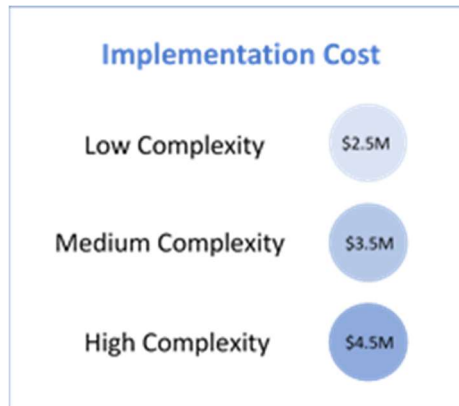 Implementation Cost
Low Complexity $2.5M
Medium Complexity $3.5M
High Complexity $4.5M